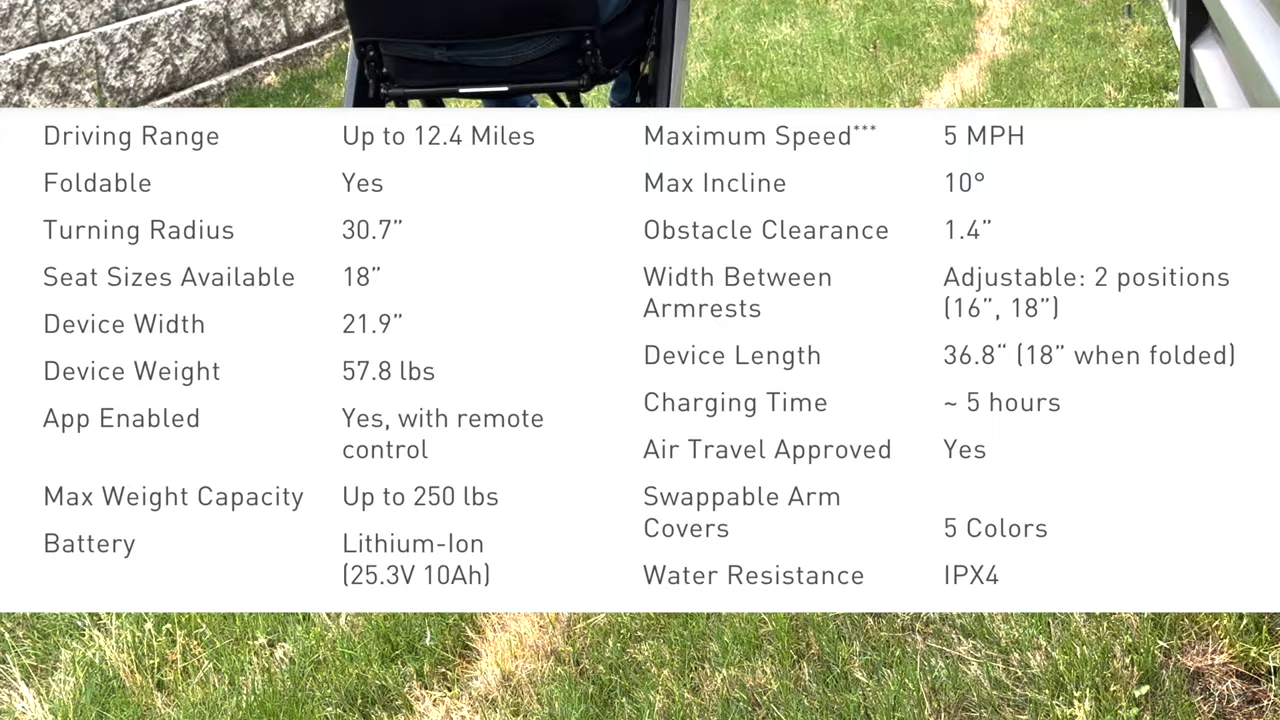 Driving Range Up to 12.4 Miles
Foldable Yes
Turning Radius 30.7”
Seat Sizes Available 18”
Device Width 21.9”
Device Weight 57.8 lbs
App Enabled Yes, with remote
control
Max Weight Capacity Up to 250 lbs
Battery Lithium-Ion
(25.3V 10Ah)
Maximum Speed*** 5 MPH
Max Incline 10°
Obstacle Clearance 1.4”
Width Between Adjustable: 2 positions
Armrests (16”, 18”)
Device Length 36.8“ (18” when folded)
Charging Time ~ 5 hours
Air Travel Approved Yes
Swappable Arm
Covers 5 Colors
Water Resistance IPX4